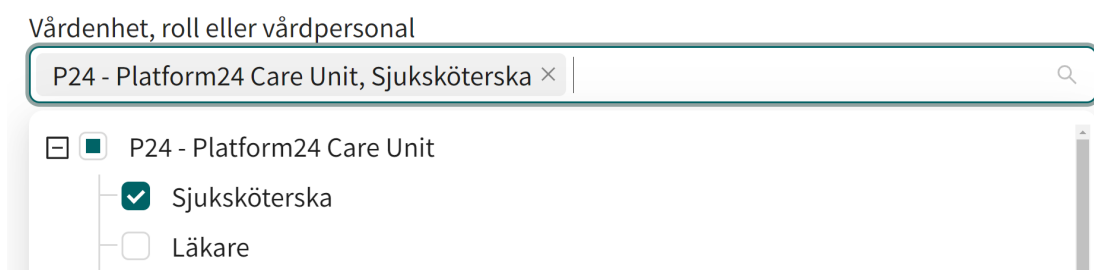 Vårdenhet, roll eller vårdpersonal
P24 - Platform24 Care Unit, Sjuksköterska ×
P24 - Platform24 Care Unit
Sjuksköterska
Läkare